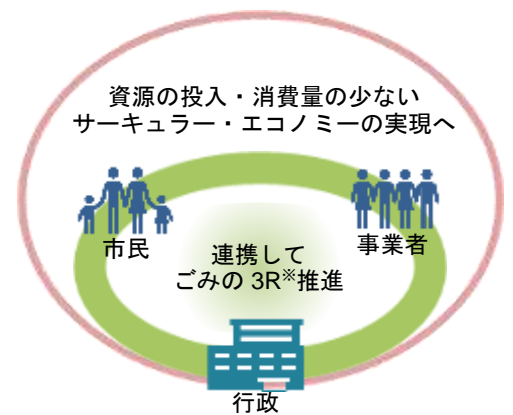 資源の投入・消費量の少ない
サーキュラー・エコノミーの実現へ
市民
事業者
連携して
ごみの 3R※推進
行政